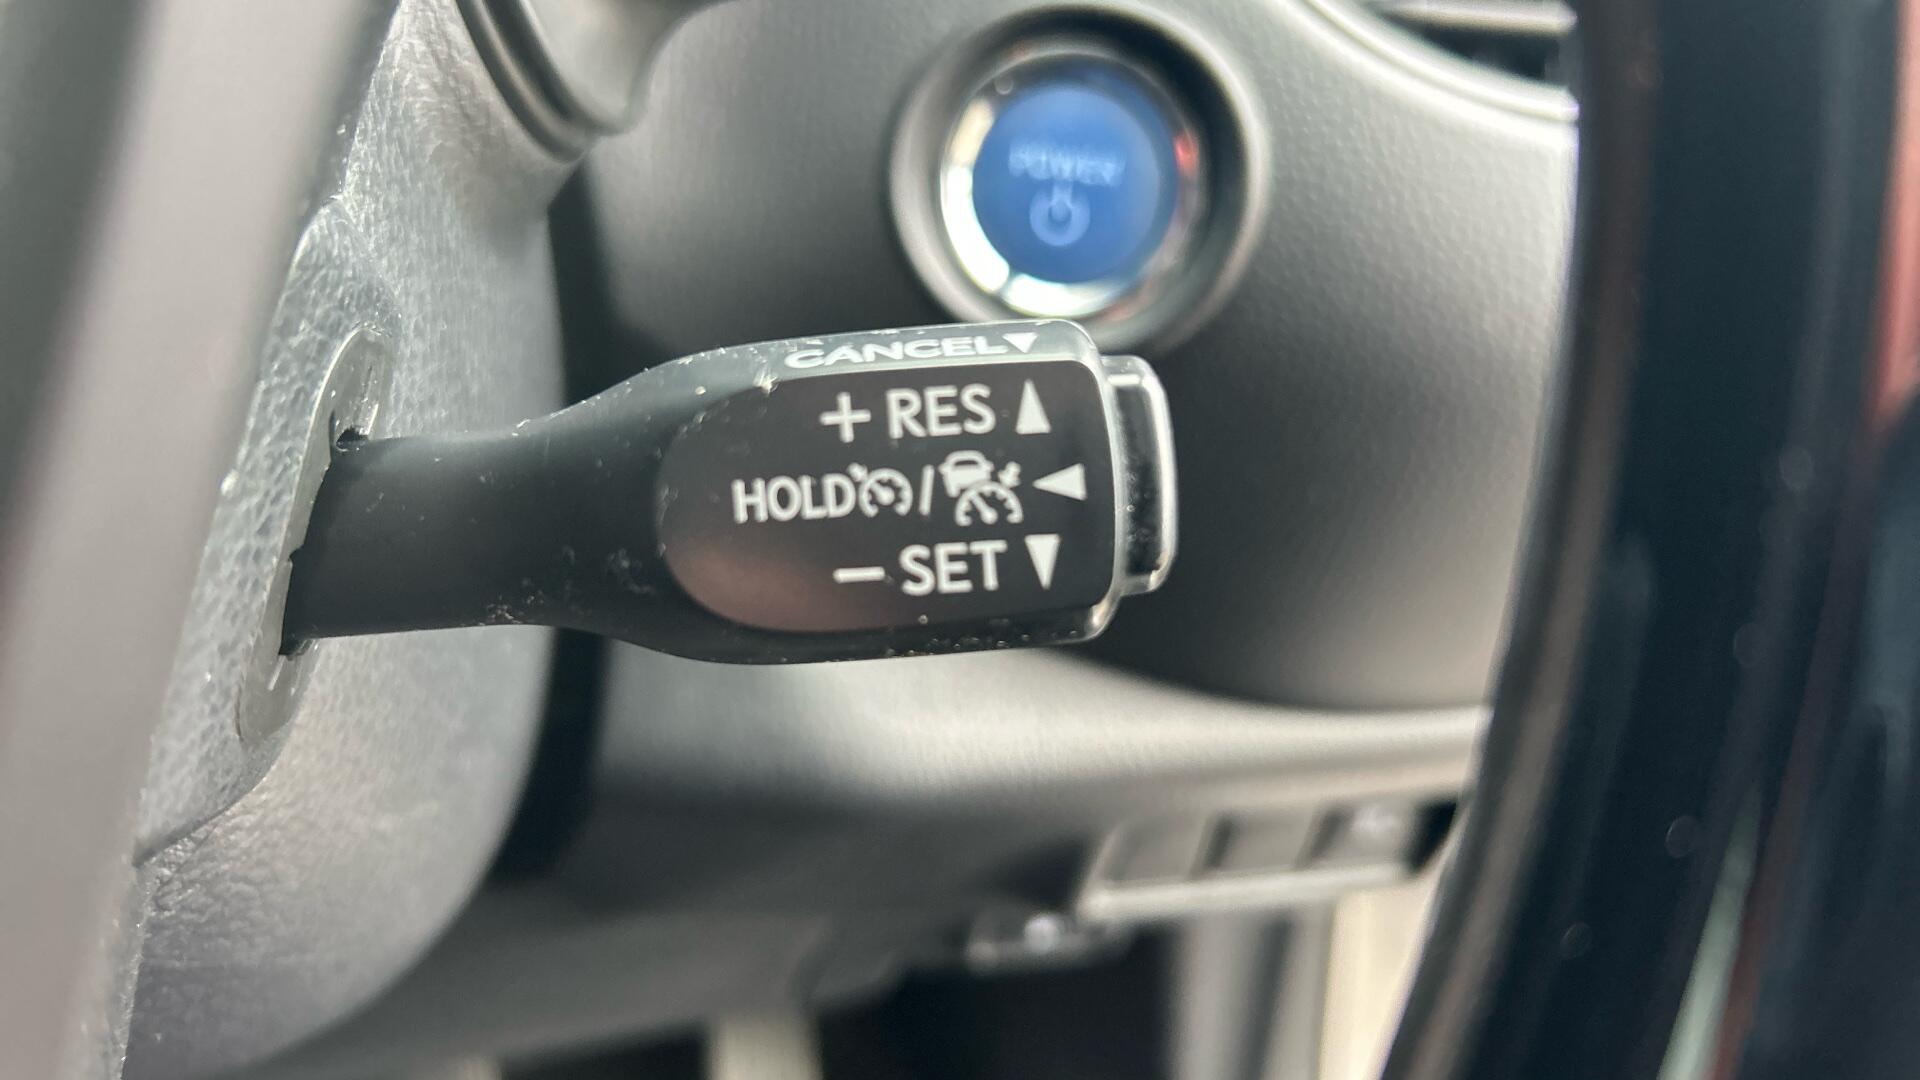 POWER
CANCEL
+ RES
HOLD /
− SET